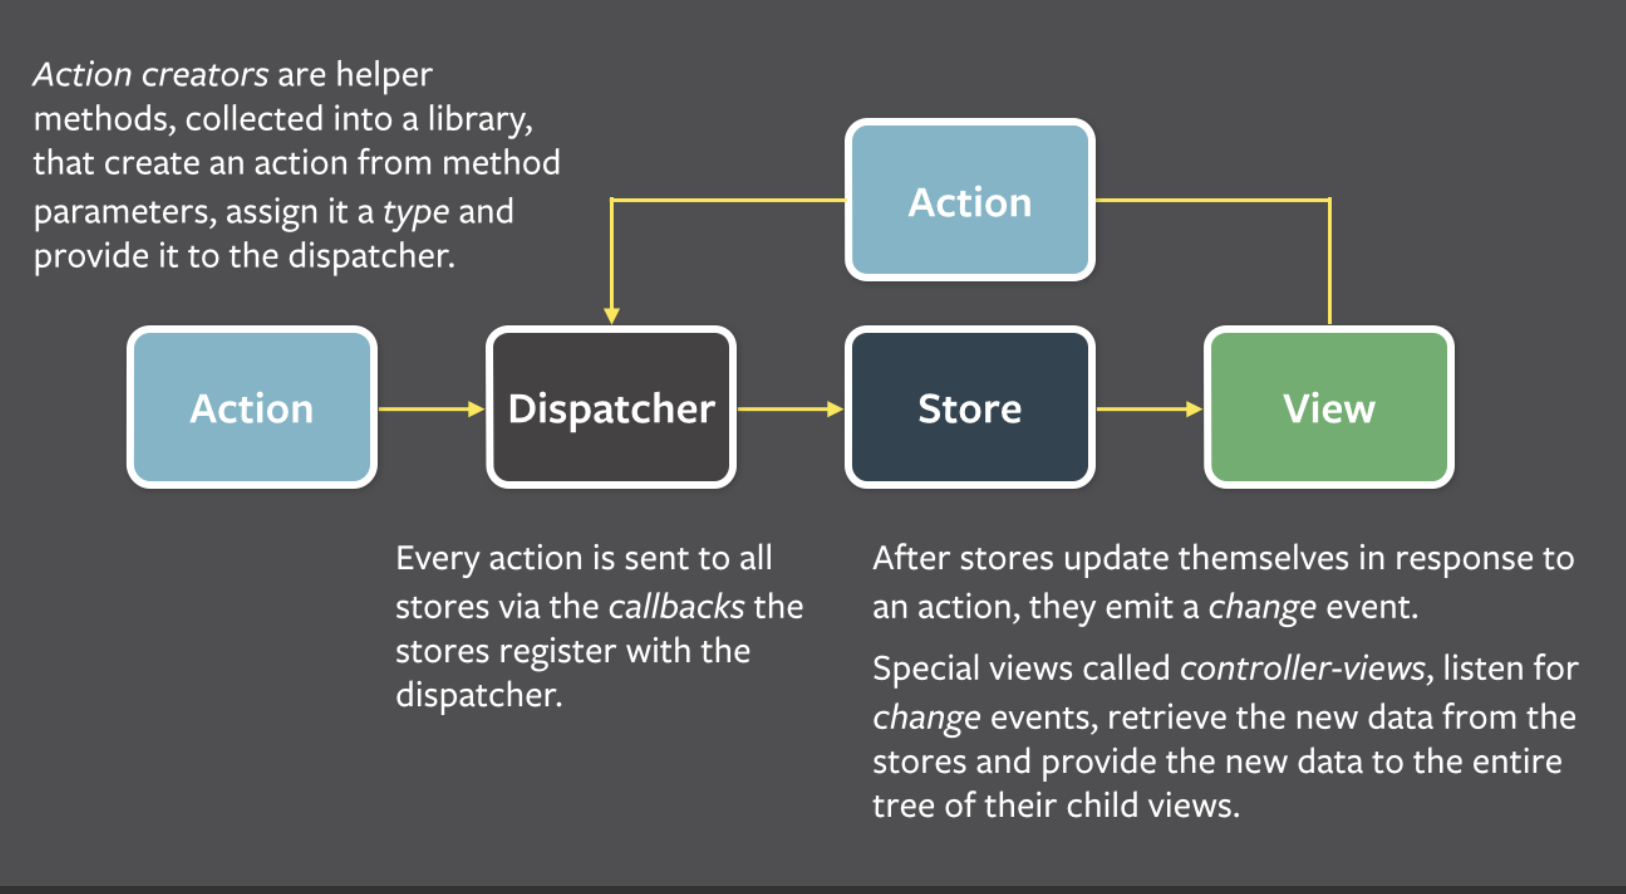 Action creators are helper
methods, collected into a library,
that create an action from method
parameters, assign it a type and
provide it to the dispatcher.
Action
Action
Dispatcher
Store
View
Every action is sent to all
stores via the callbacks the
stores register with the
dispatcher.
After stores update themselves in response to
an action, they emit a change event.
Special views called controller-views, listen for
change events, retrieve the new data from the
stores and provide the new data to the entire
tree of their child views.